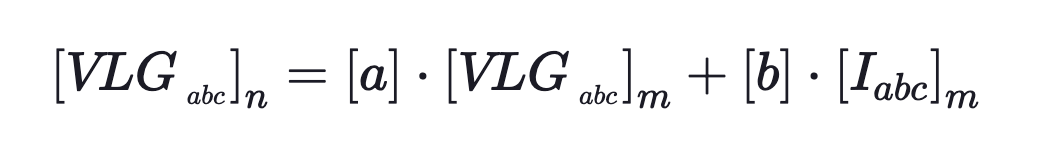 [VLG abc]n = [a] · [VLG abc]m + [b] · [Iabc]m